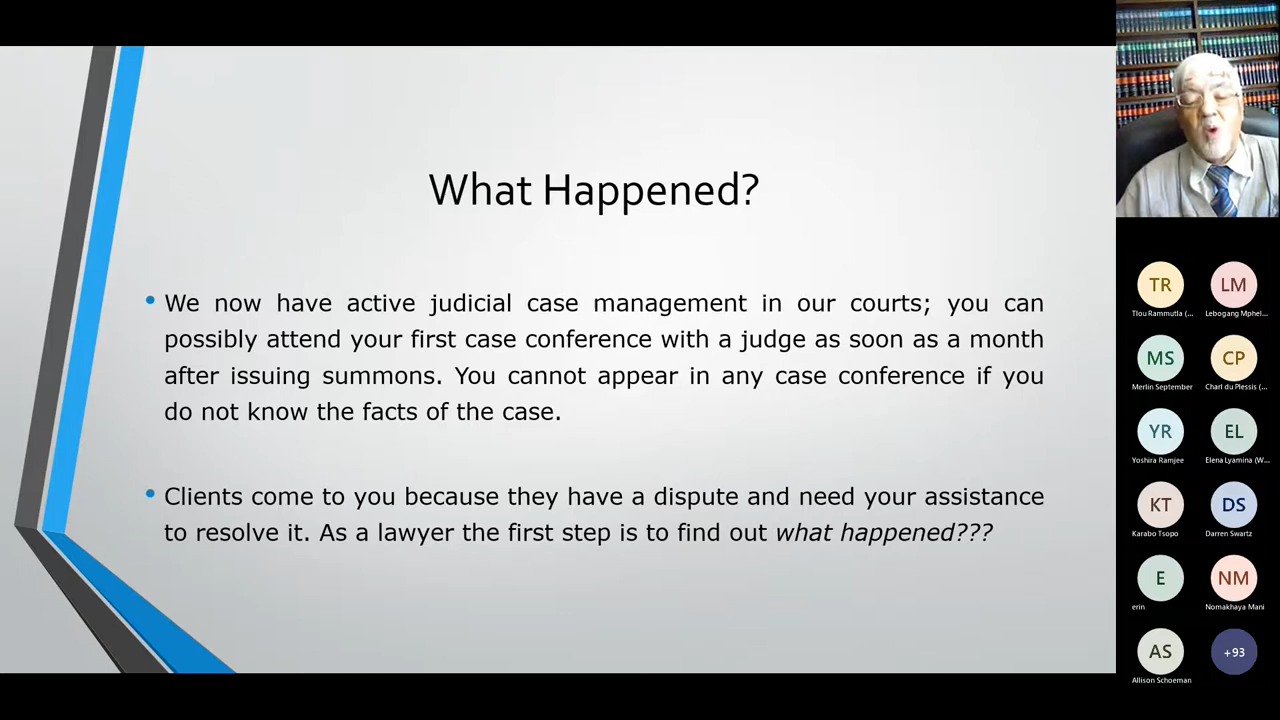 What Happened?
We now have active judicial case management in our courts; you can
possibly attend your first case conference with a judge as soon as a month
after issuing summons. You cannot appear in any case conference if you
do not know the facts of the case.
Clients come to you because they have a dispute and need your assistance
to resolve it. As a lawyer the first step is to find out what happened???
TR
LM
Tlou Rammutla (...
Lebogang Mphel...
MS
CP
Merlin September
Charl du Plessis (...
YR
EL
Yoshira Ramjee
Elena Lyamina (W...
KT
DS
Karabo Tsopo
Darren Swartz
E
NM
erin
Nomakhaya Mani
AS
+93
Allison Schoeman